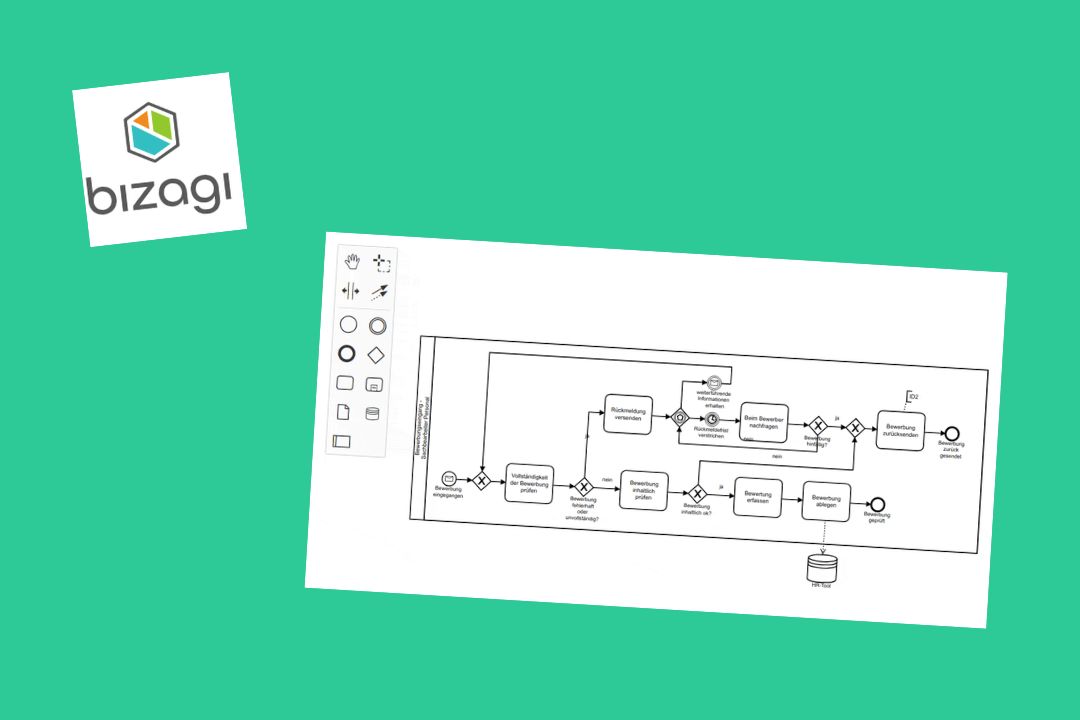 bizagi
Bewerbungseingang -
Sachbearbeiter Personal
weiterführende
Informationen
erhalten
ID2
Rückmeldung
versenden
Rückmeldefrist
verstrichen
Beim Bewerber
nachfragen
nein
Bewerbung
hinfällig?
ja
Bewerbung
zurücksenden
Bewerbung
zurück
gesendet
ja
nein
Bewerbung
eingegangen
Vollständigkeit
der Bewerbung
prüfen
Bewerbung
fehlerhaft
oder
unvollständig?
nein
Bewerbung
inhaltlich
prüfen
Bewerbung
inhaltlich ok?
ja
Bewertung
erfassen
Bewerbung
ablegen
Bewerbung
geprüft
HR-Tool